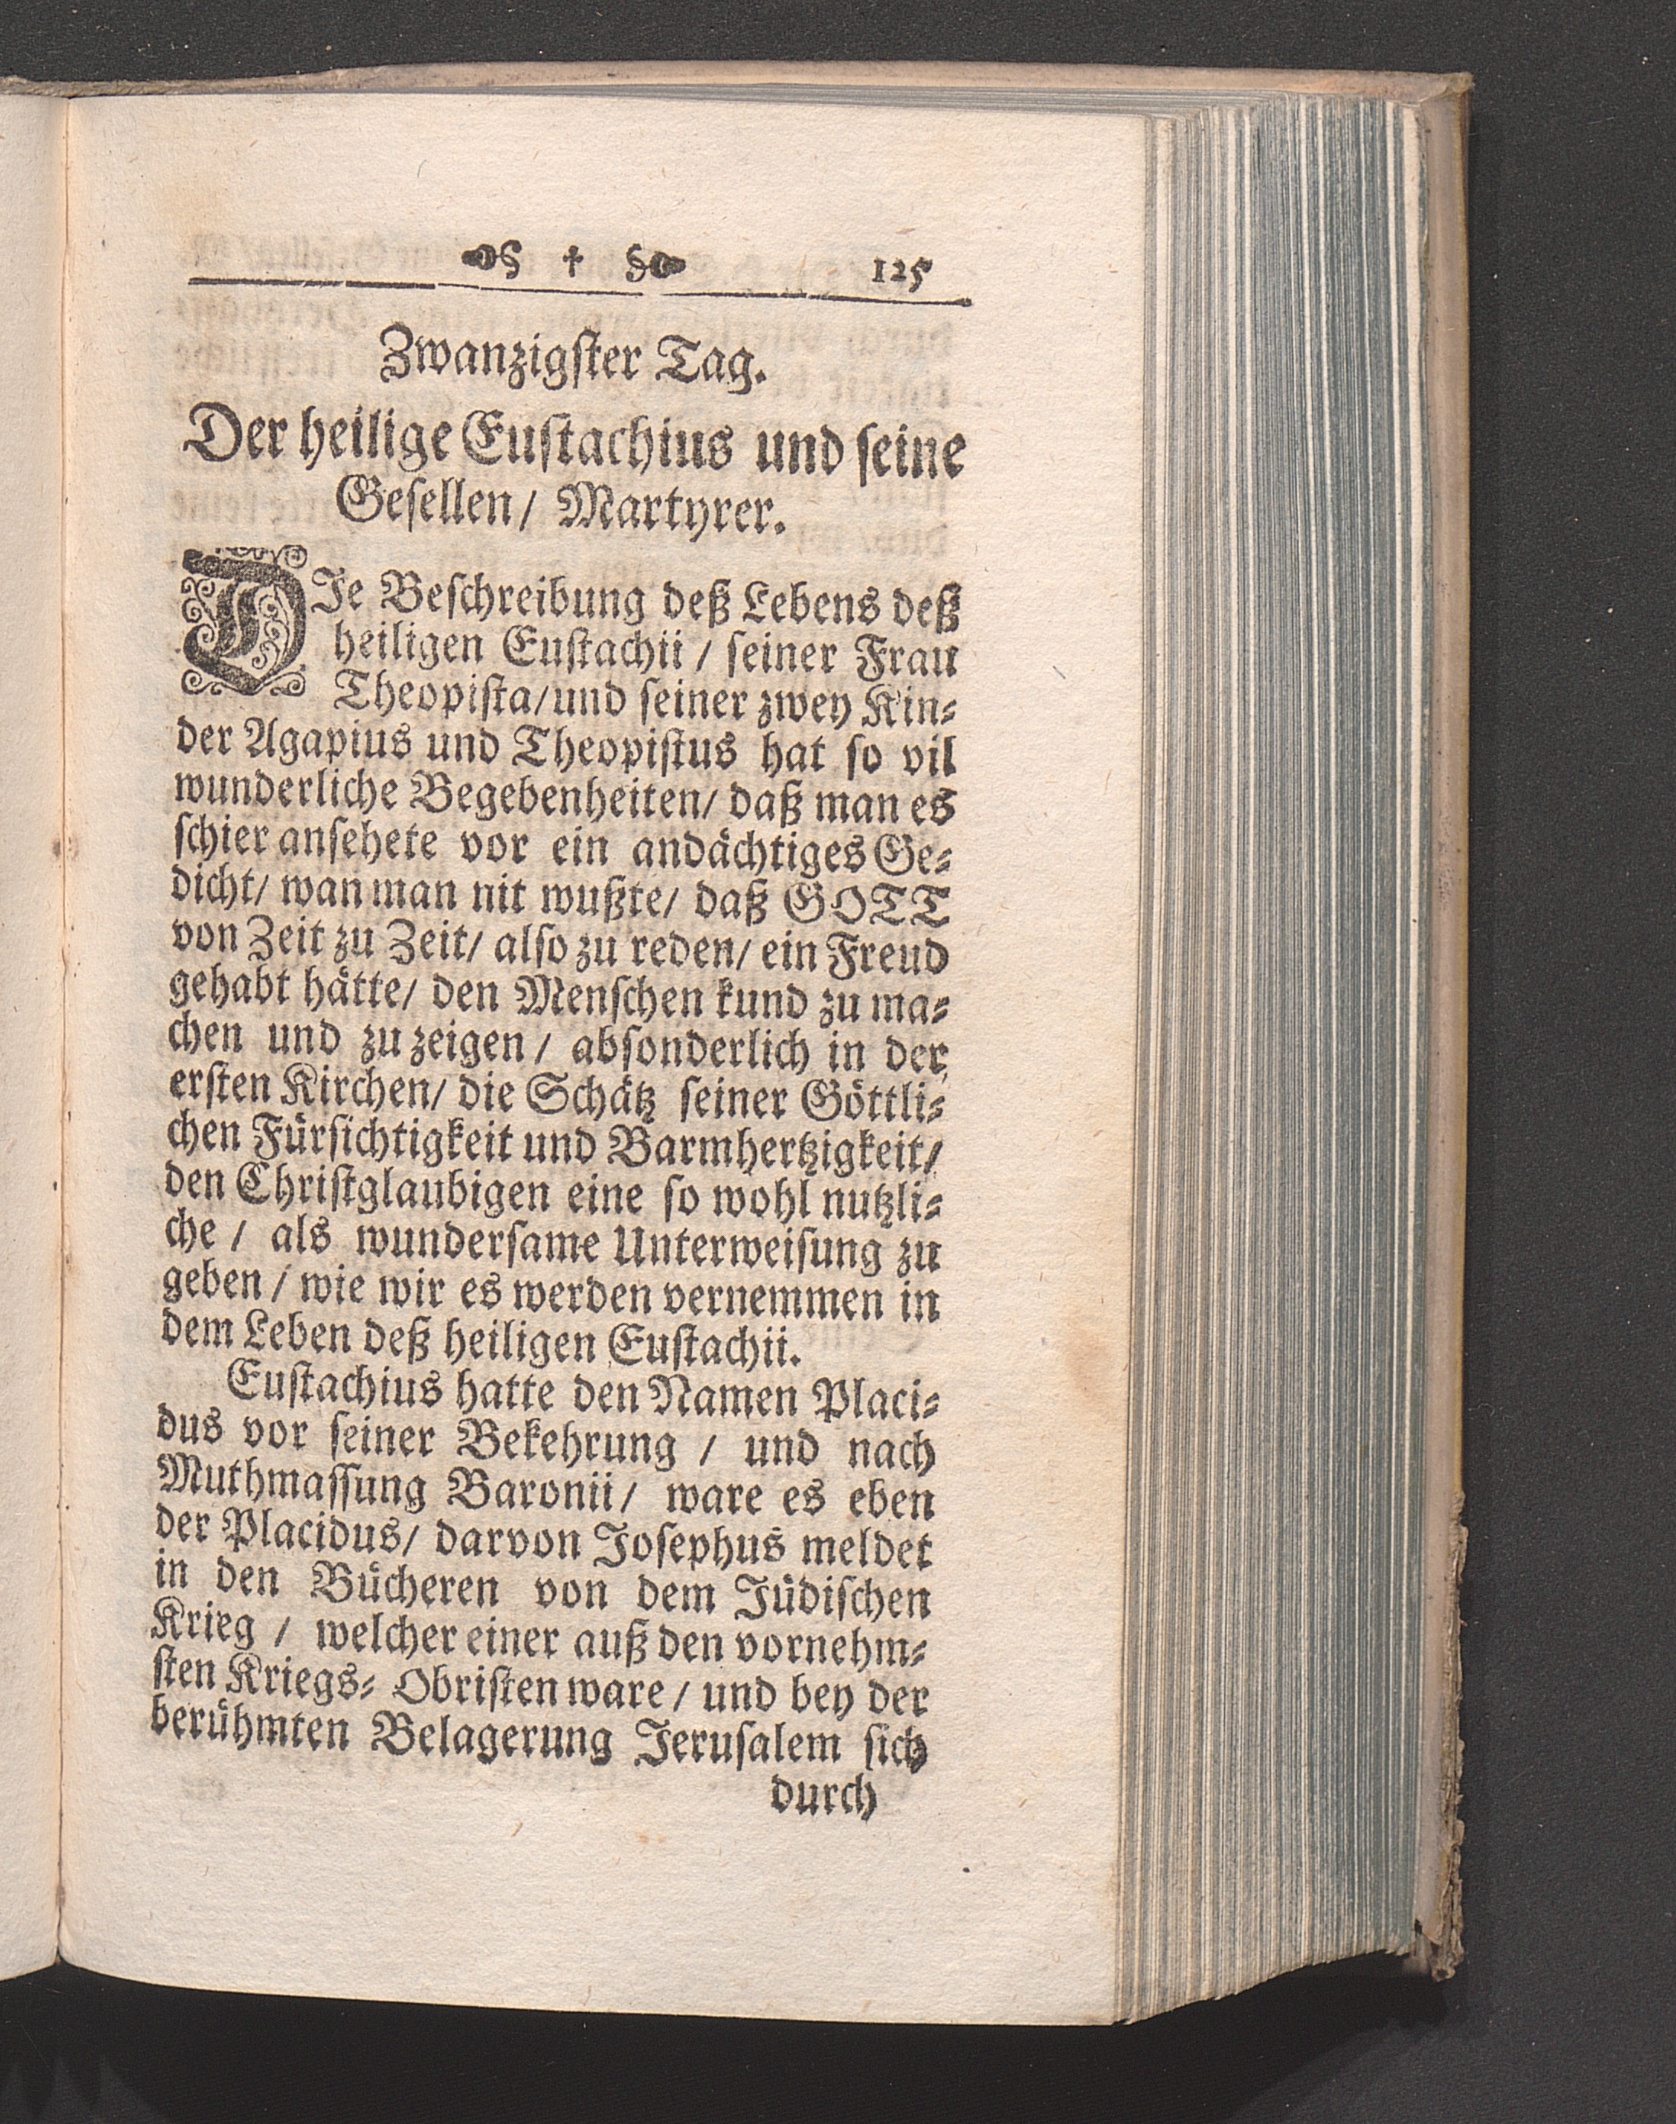 ✝ 125
Zwanzigſter Tag.
Der heilige Euſtachius und ſeine
Geſellen/ Martyrer.
DIe Beſchreibung deß Lebens deß
heiligen Euſtachii / ſeiner Frau
Theopiſta/und ſeiner zwey Kin⸗
der Agapius und Theopiſtus hat ſo vil
wunderliche Begebenheiten/ daß man es
ſchier anſehete vor ein andächtiges Ge⸗
dicht/ wan man nit wußte/ daß GOTT
von Zeit zu Zeit/ alſo zu reden/ ein Freud
gehabt hätte/ den Menſchen kund zu ma⸗
chen und zu zeigen / abſonderlich in der
erſten Kirchen/ die Schätz ſeiner Göttli⸗
chen Fürſichtigkeit und Barmhertzigkeit/
den Chriſtglaubigen eine ſo wohl nutzli⸗
che / als wunderſame Unterweiſung zu
geben / wie wir es werden vernemmen in
dem Leben deß heiligen Euſtachii.
Euſtachius hatte den Namen Placi⸗
dus vor ſeiner Bekehrung / und nach
Muthmaſſung Baronii/ ware es eben
der Placidus/ darvon Joſephus meldet
in den Bücheren von dem Jüdiſchen
Krieg / welcher einer auß den vornehm⸗
ſten Kriegs⸗ Obriſten ware / und bey der
berühmten Belagerung Jeruſalem ſich
durch